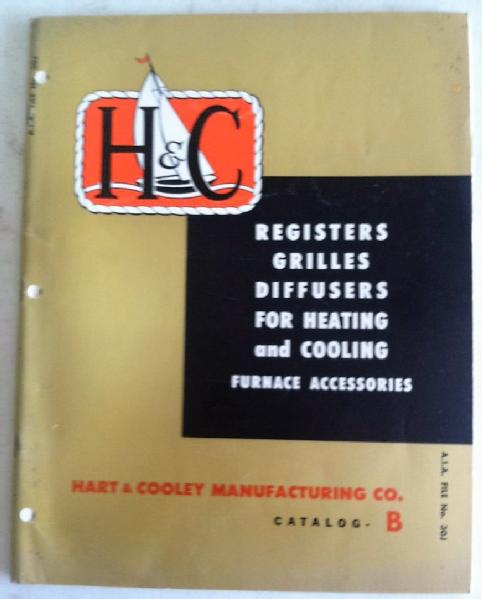 H&C
REGISTERS
GRILLES
DIFFUSERS
FOR HEATING
and COOLING
FURNACE ACCESSORIES
HART & COOLEY MANUFACTURING CO.
CATALOG- B
A.I.A. FILE No. 30J